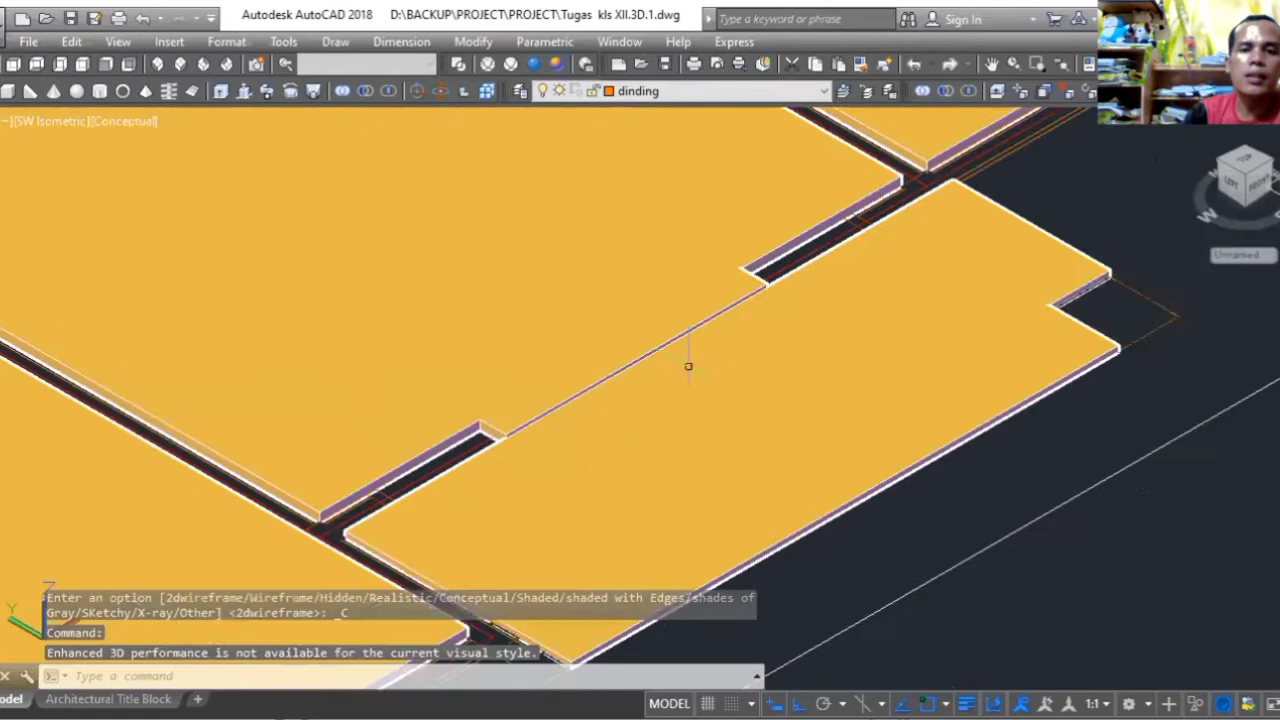 Autodesk AutoCAD 2018 D:\BACKUP\PROJECT\PROJECT\Tugas kls XII.3D.1.dwg
Type a keyword or phrase
Sign In
File Edit View Insert Format Tools Draw Dimension Modify Parametric Window Help Express
dinding
[−][SW Isometric][Conceptual]
TOP
LEFT
FRONT
W
Unnamed
Z
Y
Enter an option [2dwireframe/Wireframe/Hidden/Realistic/Conceptual/Shaded/shaded with Edges/shades of
Gray/SKetchy/X-ray/Other] <2dwireframe>: _C
Command:
Enhanced 3D performance is not available for the current visual style.
Type a command
odel Architectural Title Block +
MODEL 1:1